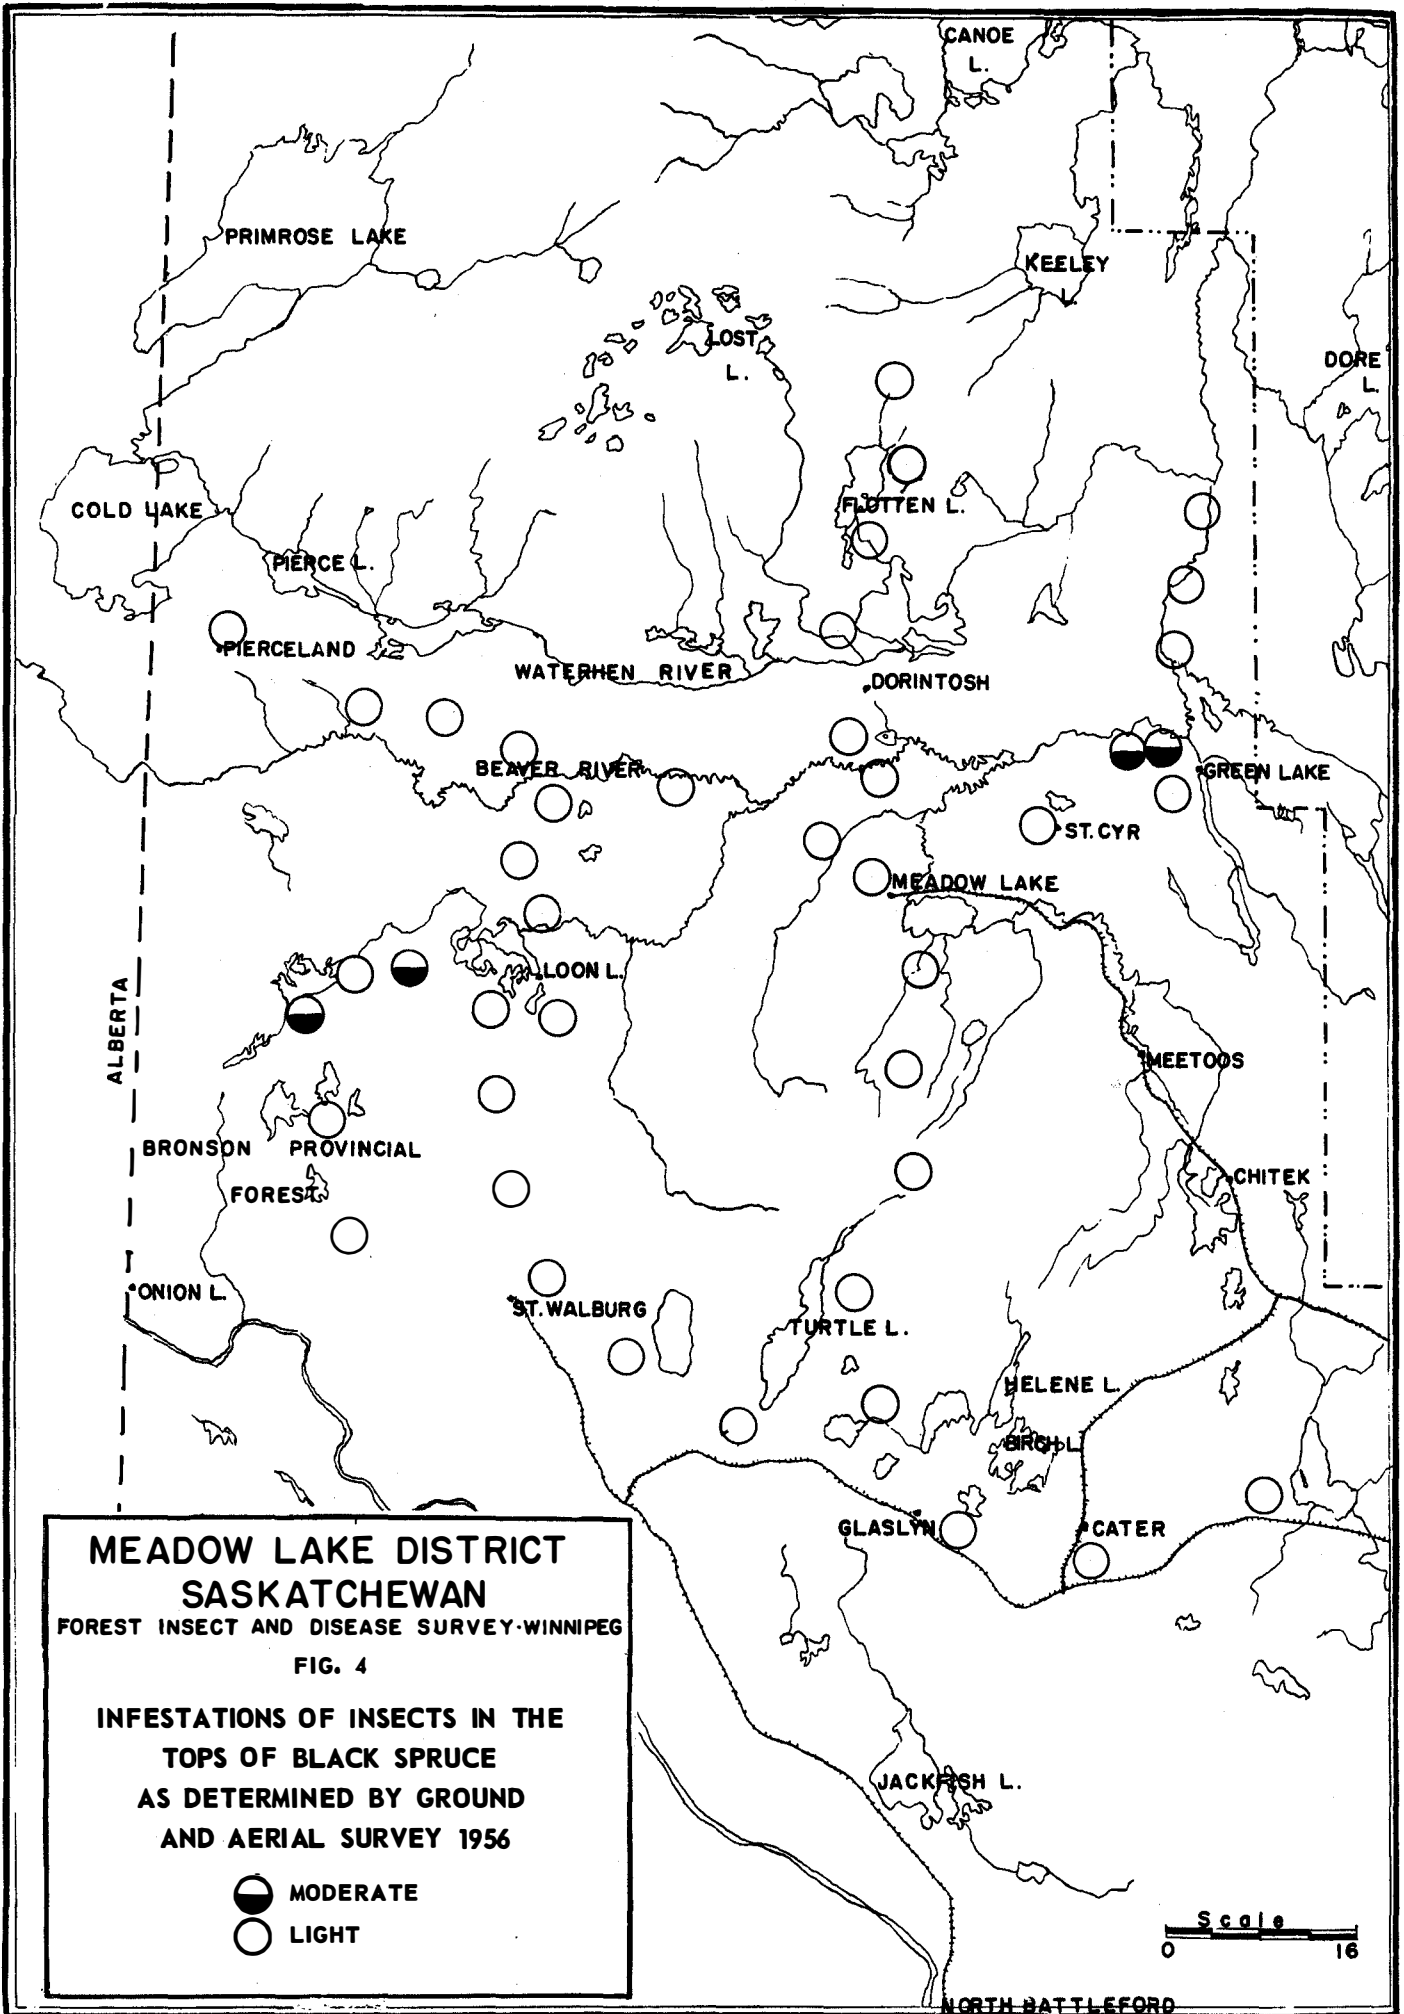 CANOE
L.
PRIMROSE LAKE
KEELEY
L.
LOST
L.
DORE
L.
COLD LAKE
FLOTTEN L.
PIERCE L.
PIERCELAND
WATERHEN RIVER
DORINTOSH
BEAVER RIVER
GREEN LAKE
ST. CYR
MEADOW LAKE
LOON L.
ALBERTA
MEETOOS
BRONSON PROVINCIAL
FOREST
CHITEK
ONION L.
ST. WALBURG
TURTLE L.
HELENE L.
BIRCH L.
GLASLYN
CATER
MEADOW LAKE DISTRICT
SASKATCHEWAN
FOREST INSECT AND DISEASE SURVEY-WINNIPEG
FIG. 4
INFESTATIONS OF INSECTS IN THE
TOPS OF BLACK SPRUCE
AS DETERMINED BY GROUND
AND AERIAL SURVEY 1956
MODERATE
LIGHT
JACKFISH L.
Scale
0 16
NORTH BATTLEFORD